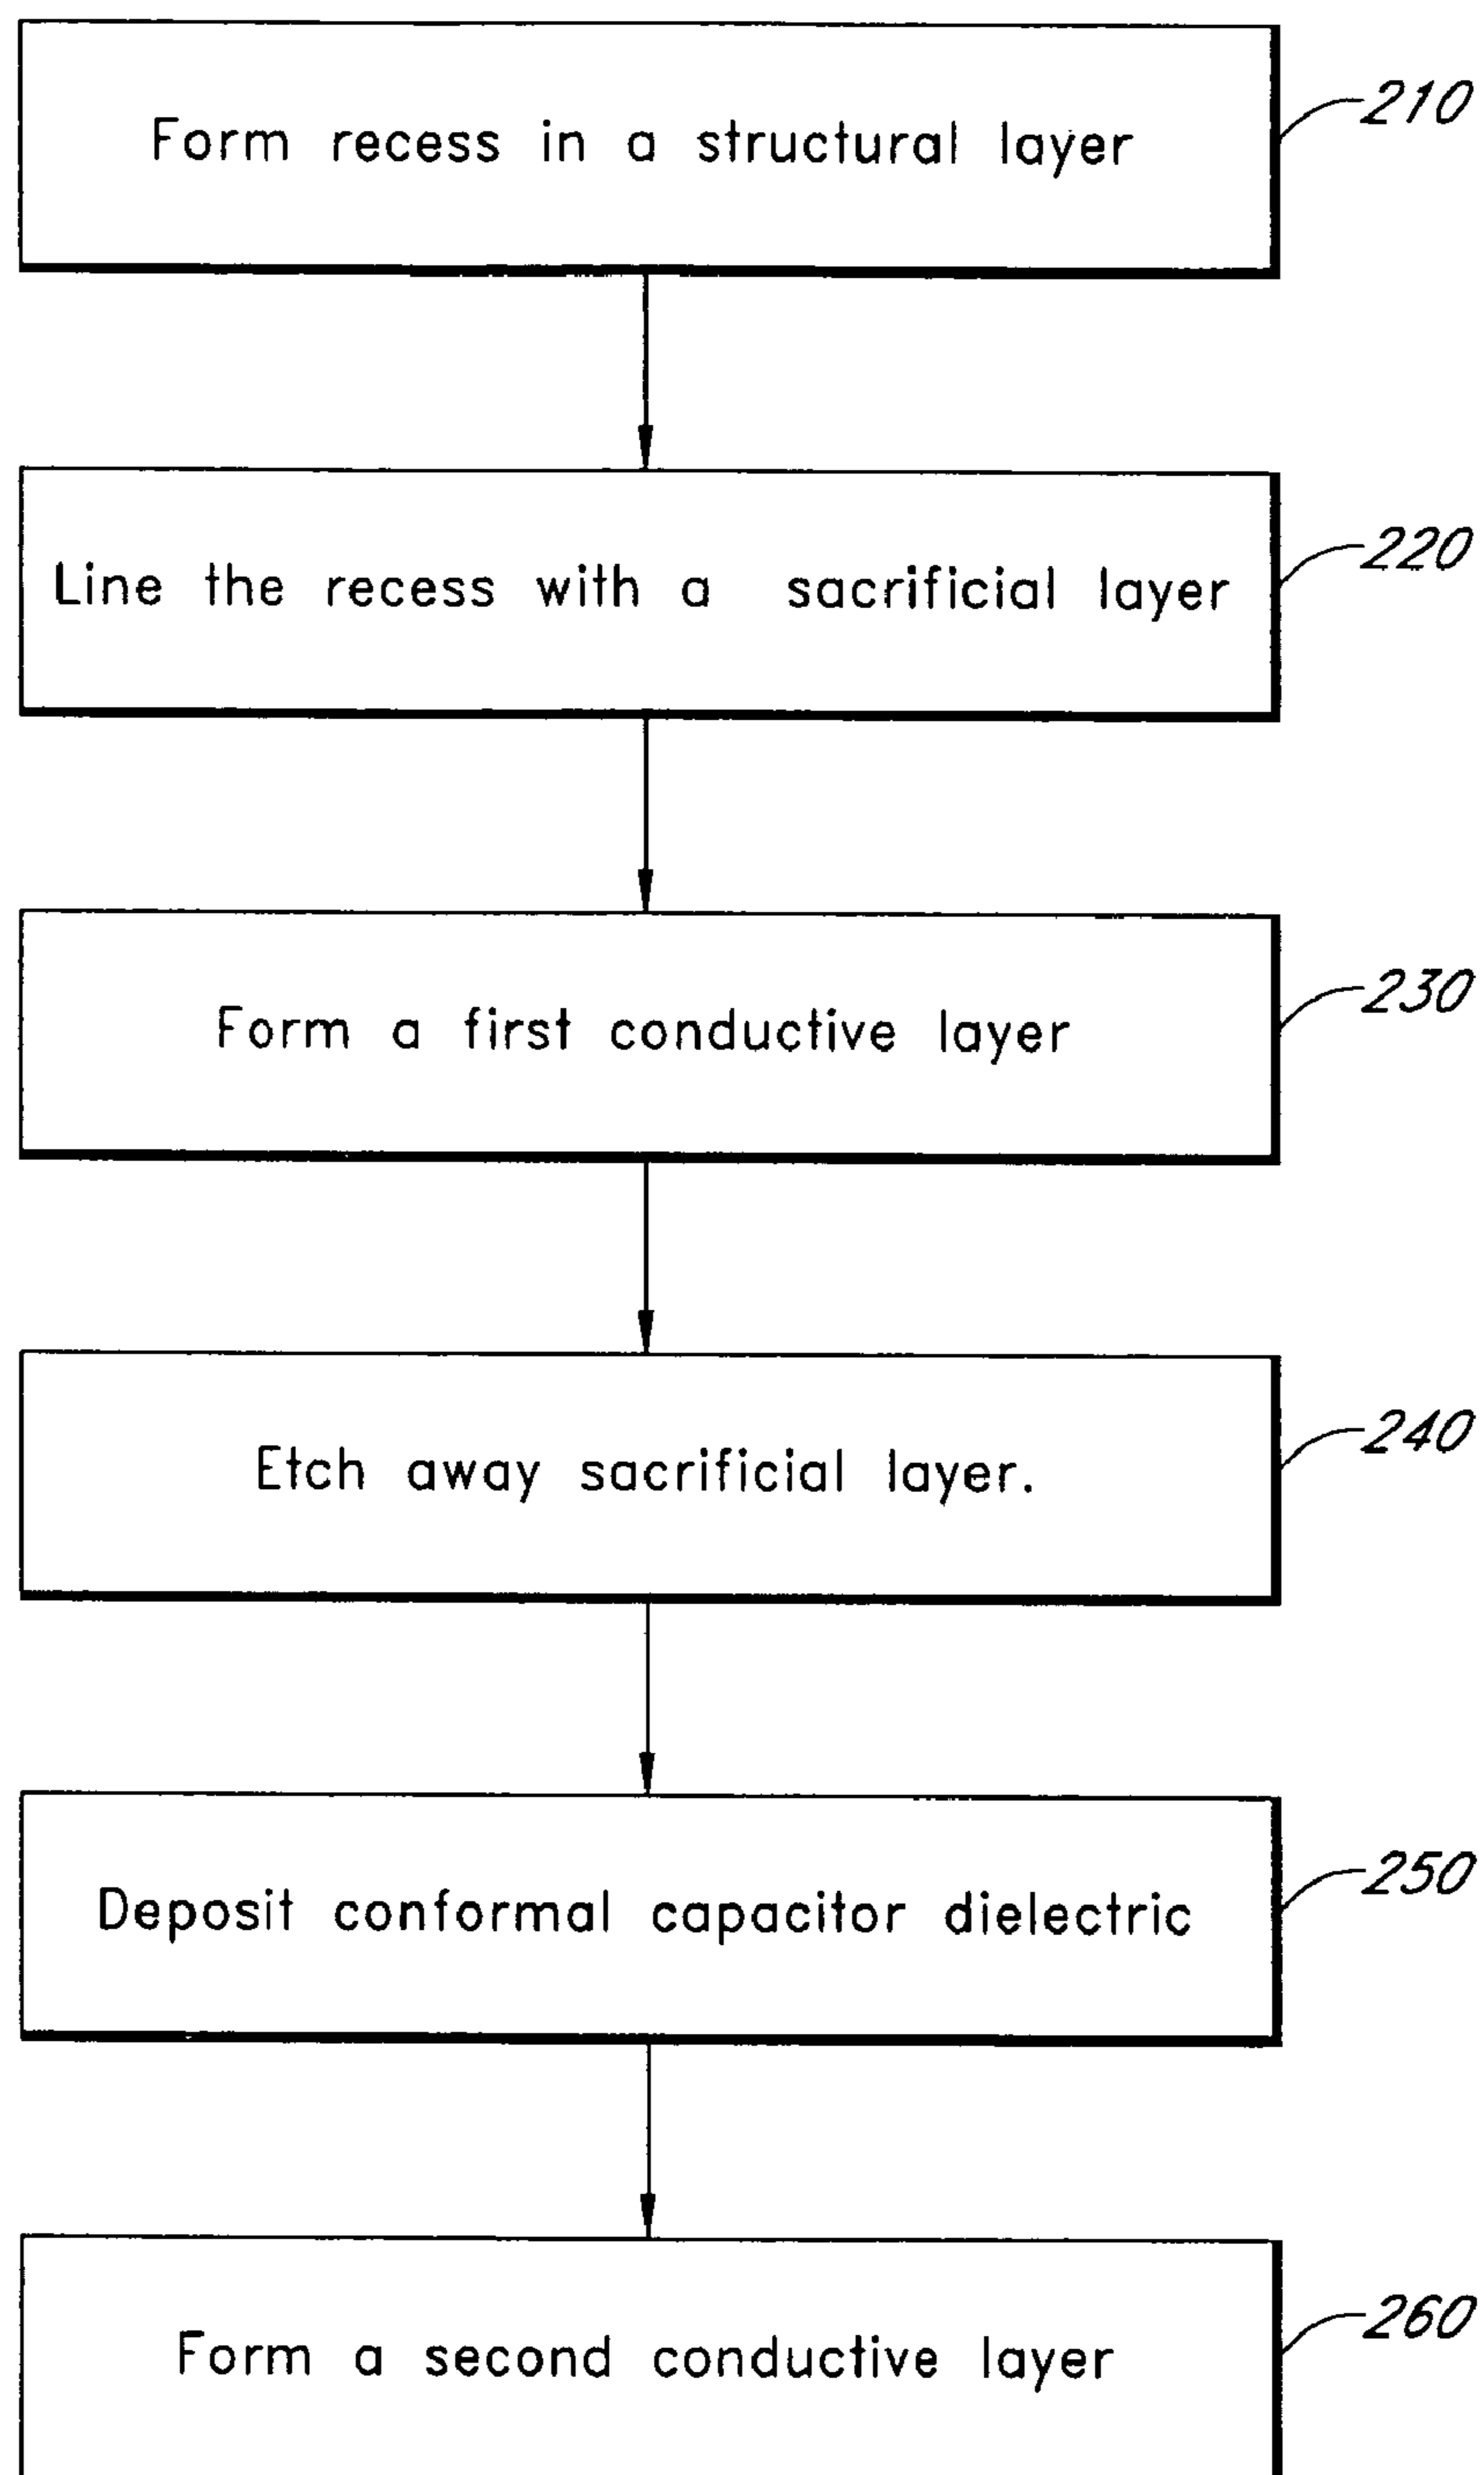 Form recess in a structural layer
210
Line the recess with a sacrificial layer
220
Form a first conductive layer
230
Etch away sacrificial layer.
240
Deposit conformal capacitor dielectric
250
Form a second conductive layer
260